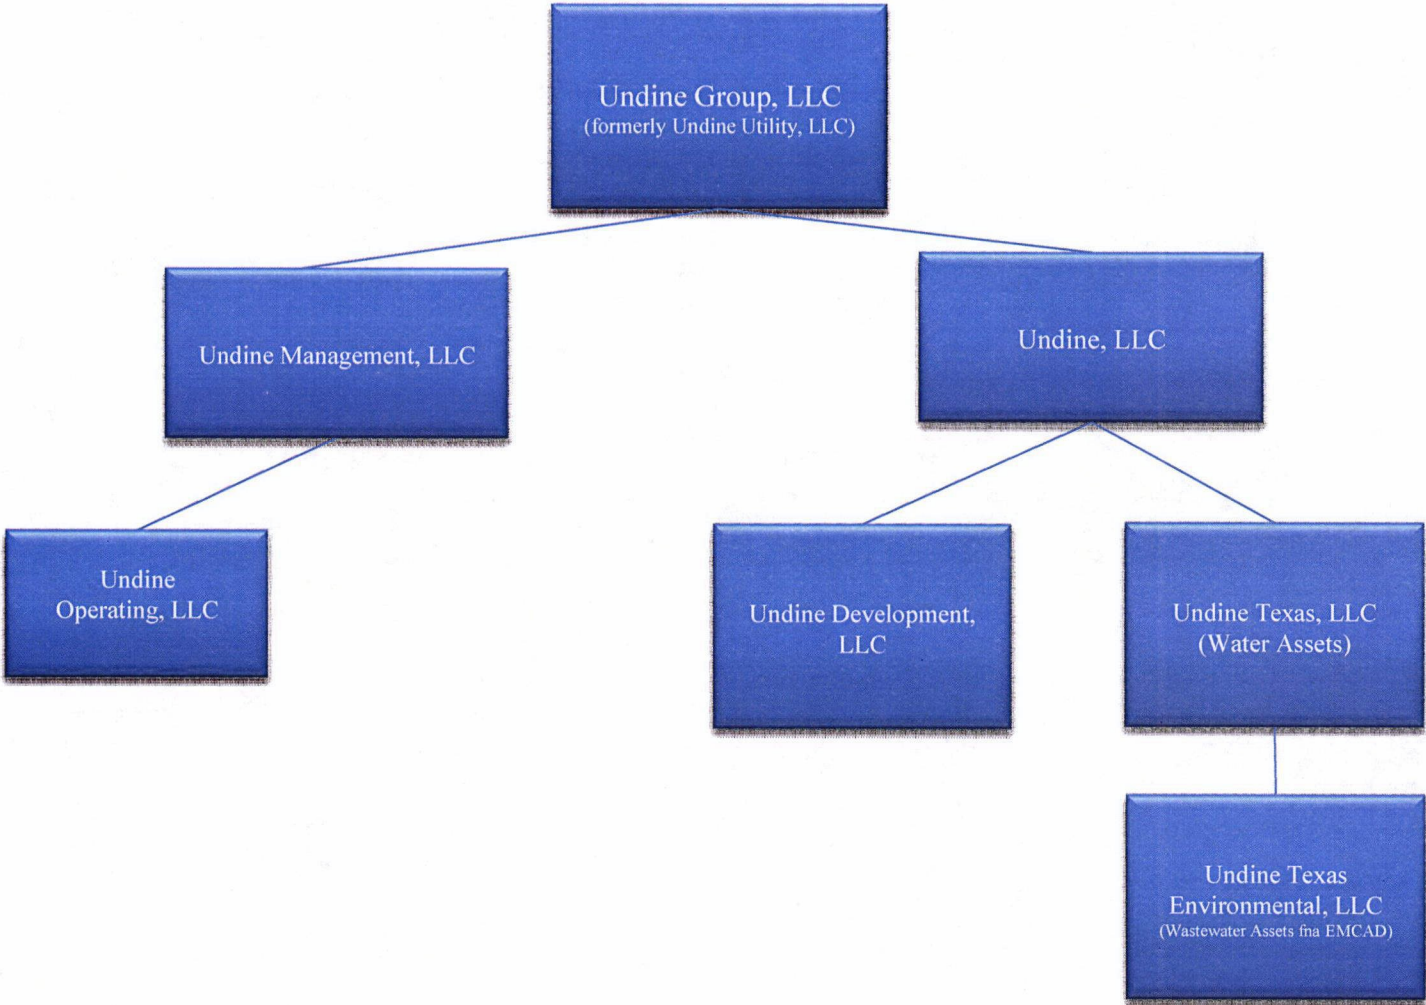 Undine Group, LLC
(formerly Undine Utility, LLC)
Undine Management, LLC
Undine, LLC
Undine
Operating, LLC
Undine Development,
LLC
Undine Texas, LLC
(Water Assets)
Undine Texas
Environmental, LLC
(Wastewater Assets fna EMCAD)